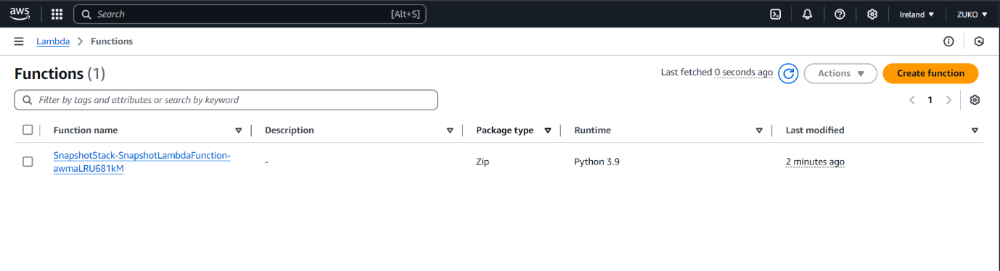 aws Search [Alt+S] Ireland ZUKO
Lambda Functions
Functions (1) Last fetched 0 seconds ago Actions Create function
Filter by tags and attributes or search by keyword 1
Function name Description Package type Runtime Last modified
SnapshotStack-SnapshotLambdaFunction-
awmaLRU681kM - Zip Python 3.9 2 minutes ago